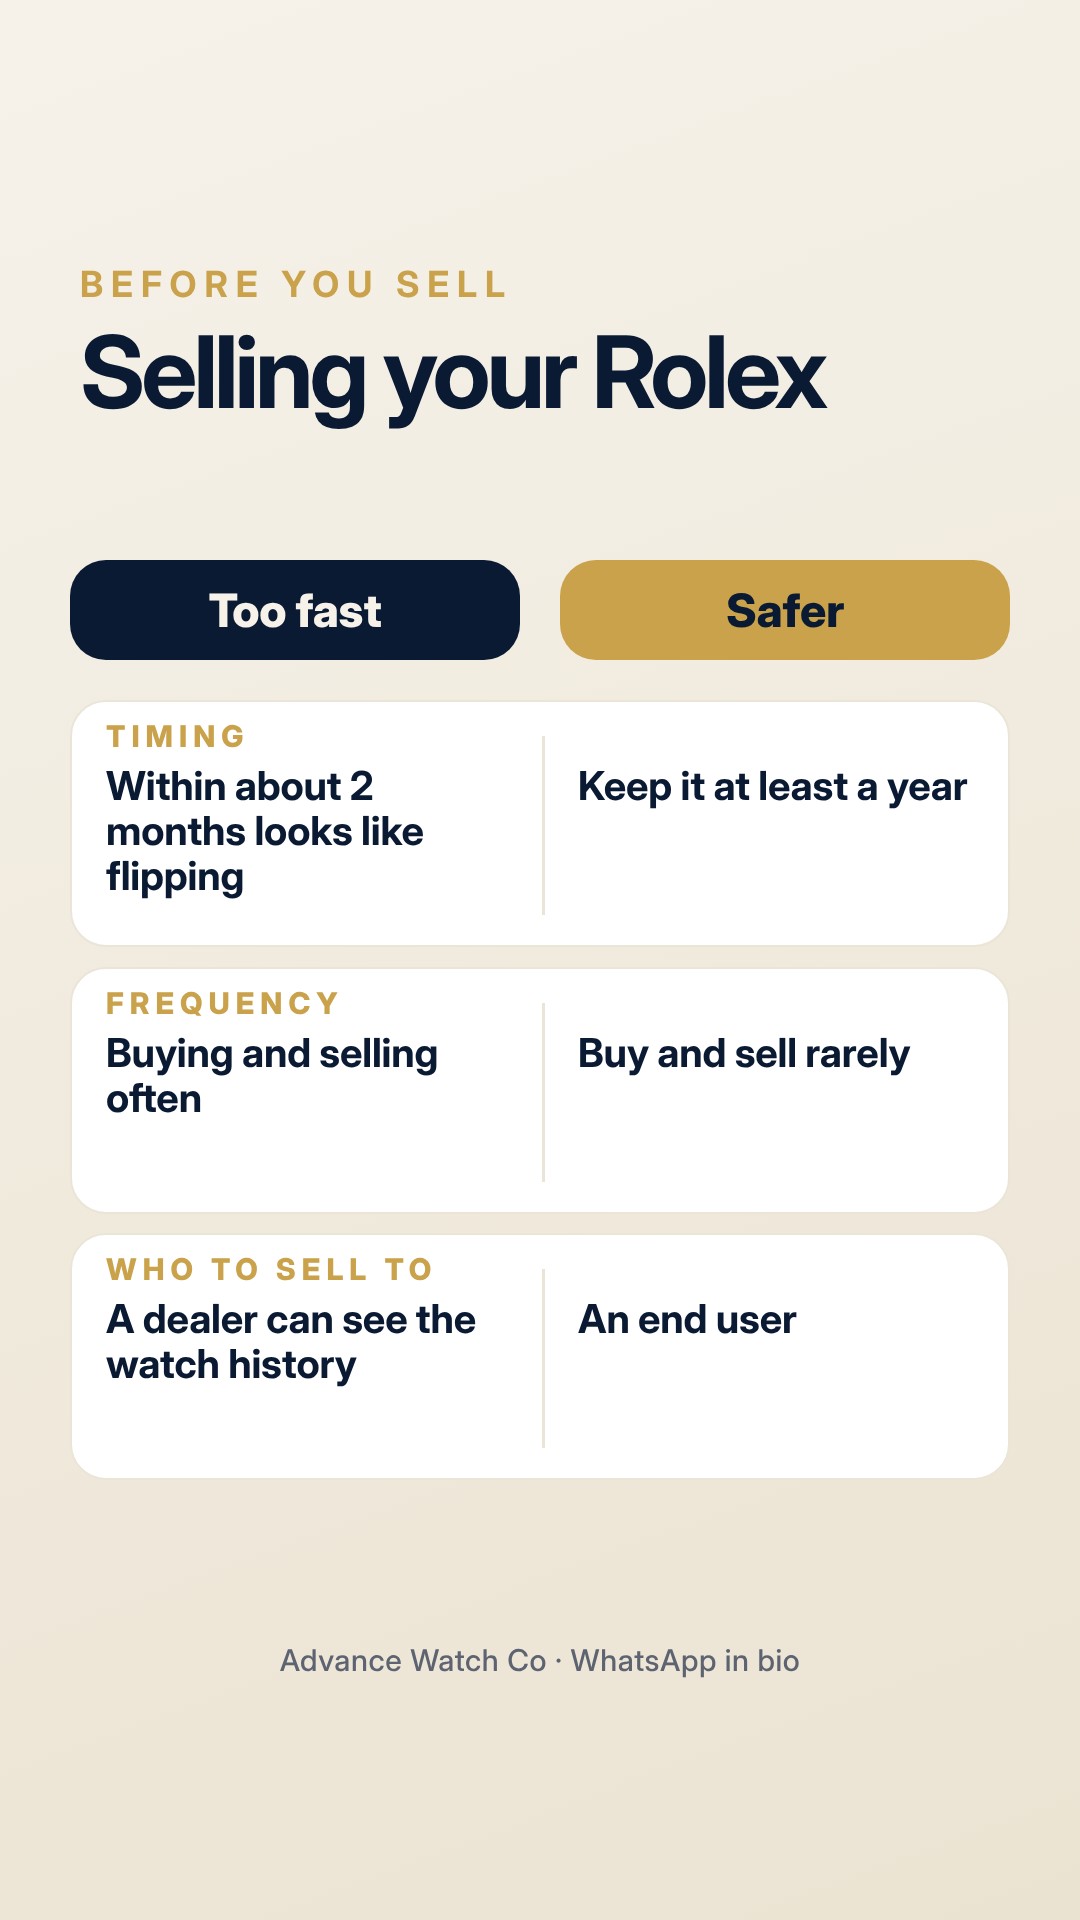 BEFORE YOU SELL
Selling your Rolex
Too fast
Safer
TIMING
Within about 2
months looks like
flipping
Keep it at least a year
FREQUENCY
Buying and selling
often
Buy and sell rarely
WHO TO SELL TO
A dealer can see the
watch history
An end user
Advance Watch Co · WhatsApp in bio